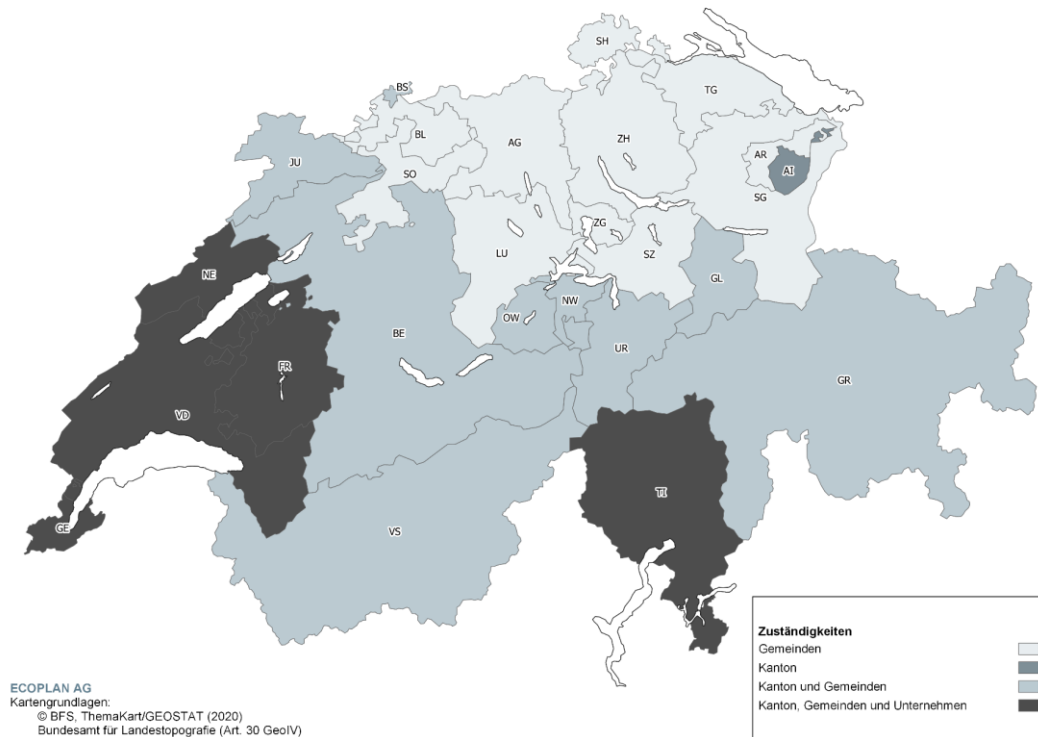 SH
BS
TG
BL
AG
ZH
JU
AR
AI
SO
SG
ZG
LU
SZ
NE
GL
NW
OW
BE
UR
FR
GR
VD
TI
GE
VS
Zuständigkeiten
Gemeinden
Kanton
Kanton und Gemeinden
Kanton, Gemeinden und Unternehmen
ECOPLAN AG
Kartengrundlagen:
© BFS, ThemaKart/GEOSTAT (2020)
Bundesamt für Landestopografie (Art. 30 GeoIV)